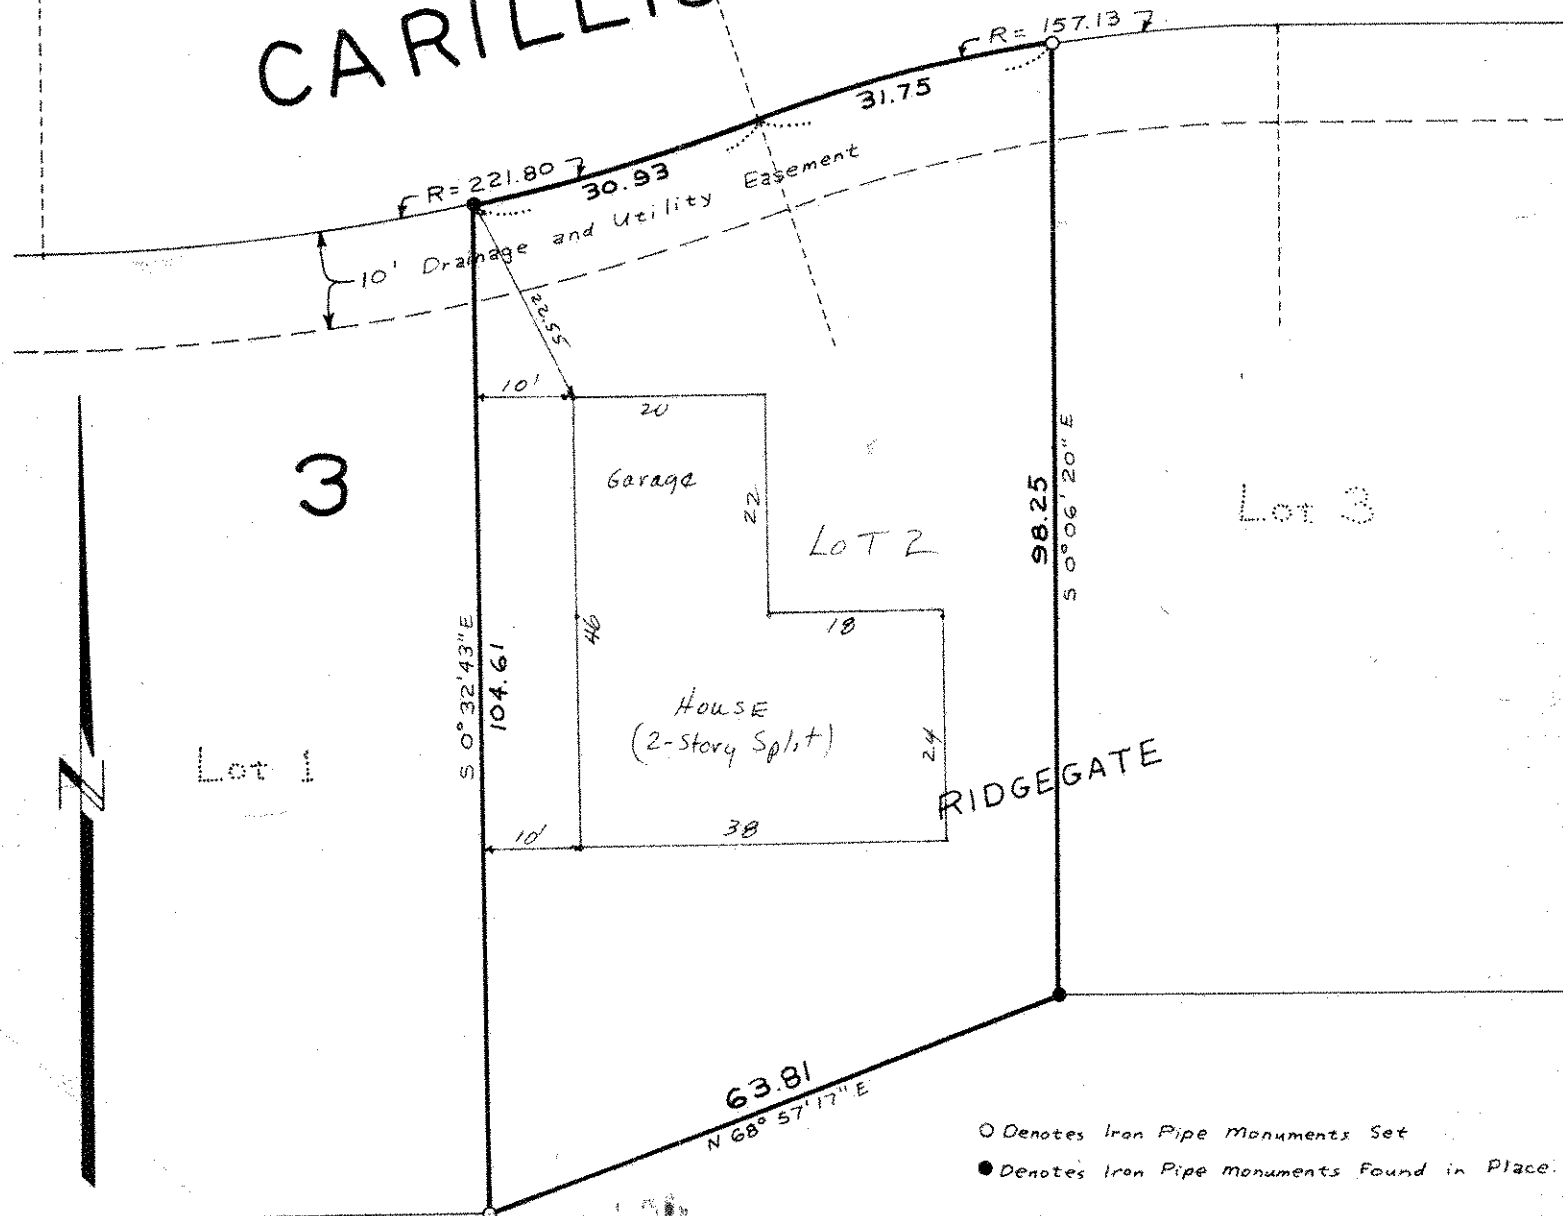 CARILLI
R= 157.13
31.75
R= 221.80
30.93
10' Drainage and Utility Easement
22.55
10'
20
3
Garage
22
LOT 2
98.25
S 0° 06' 20" E
Lot 3
18
46
S 0° 32' 43" E
104.61
House
(2-Story Split)
24
RIDGEGATE
Lot 1
N
10'
38
63.81
N 68° 57' 17" E
O Denotes Iron Pipe Monuments Set
● Denotes Iron Pipe Monuments Found in Place.